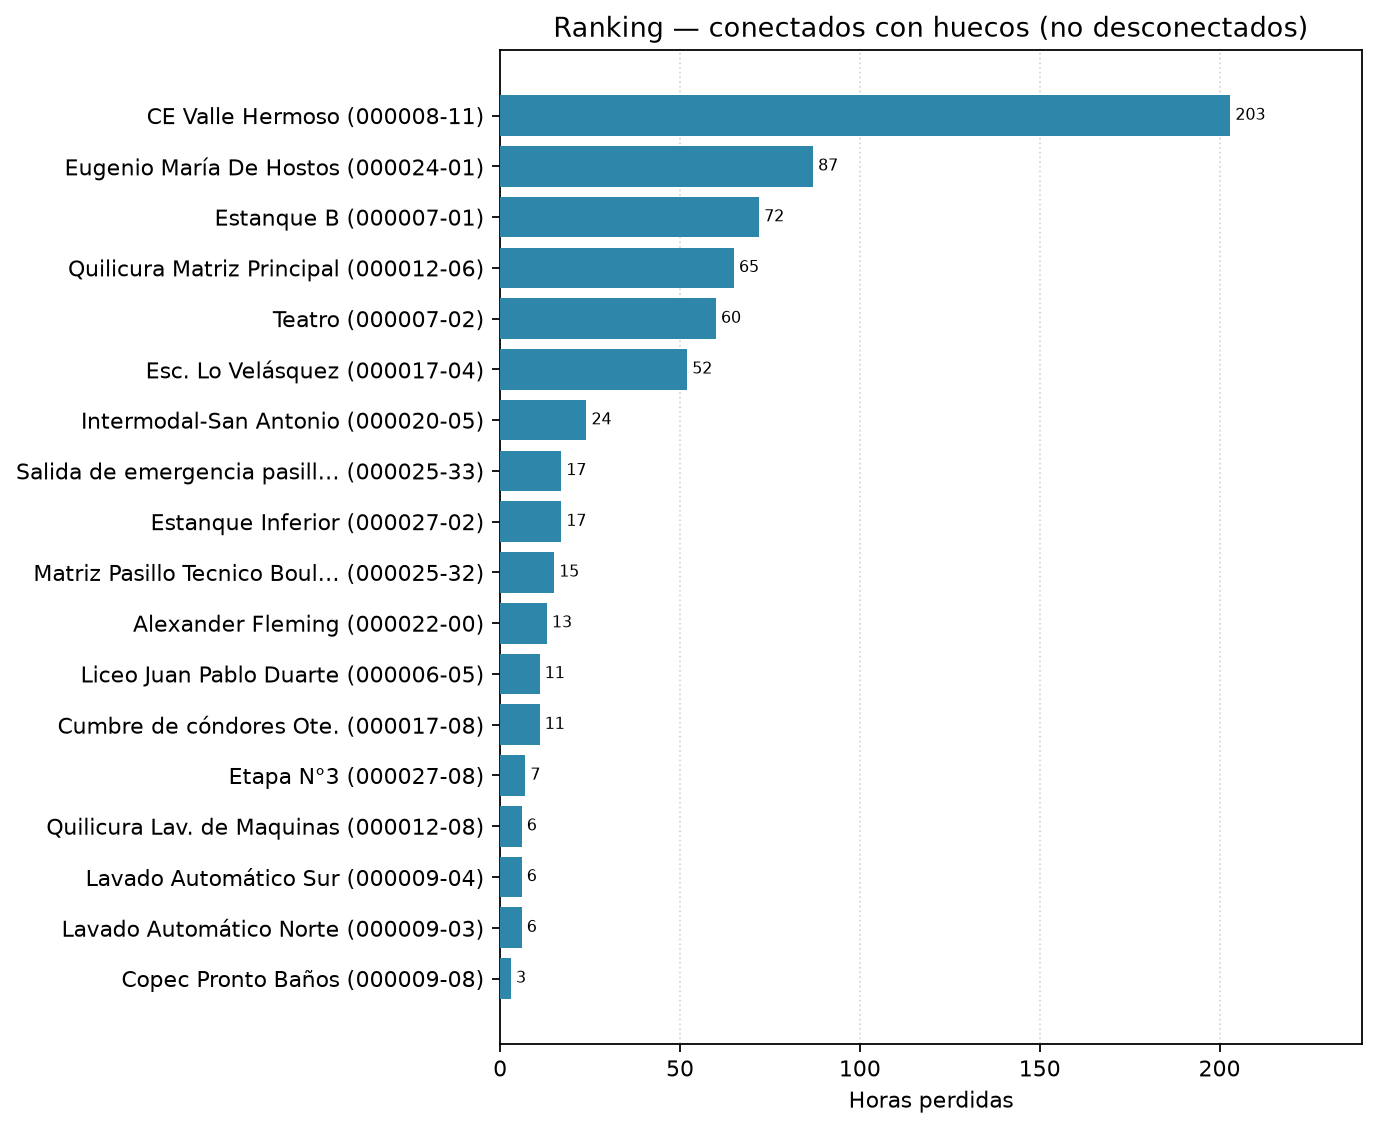 Ranking — conectados con huecos (no desconectados)
CE Valle Hermoso (000008-11) 203
Eugenio María De Hostos (000024-01) 87
Estanque B (000007-01) 72
Quilicura Matriz Principal (000012-06) 65
Teatro (000007-02) 60
Esc. Lo Velásquez (000017-04) 52
Intermodal-San Antonio (000020-05) 24
Salida de emergencia pasill... (000025-33) 17
Estanque Inferior (000027-02) 17
Matriz Pasillo Tecnico Boul... (000025-32) 15
Alexander Fleming (000022-00) 13
Liceo Juan Pablo Duarte (000006-05) 11
Cumbre de cóndores Ote. (000017-08) 11
Etapa N°3 (000027-08) 7
Quilicura Lav. de Maquinas (000012-08) 6
Lavado Automático Sur (000009-04) 6
Lavado Automático Norte (000009-03) 6
Copec Pronto Baños (000009-08) 3
0 50 100 150 200
Horas perdidas